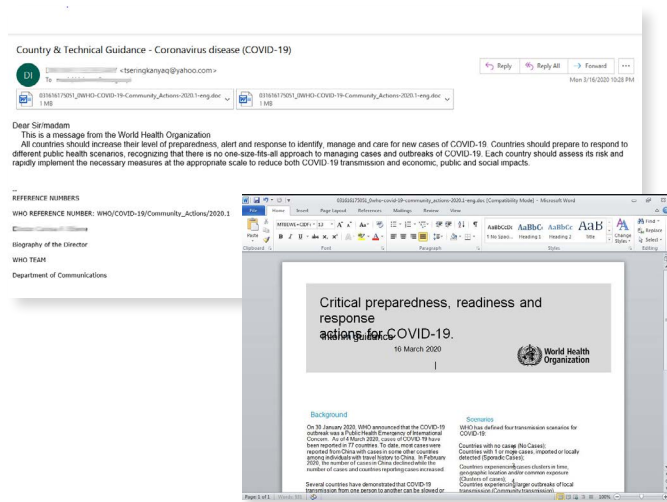 Country & Technical Guidance - Coronavirus disease (COVID-19)
DI
<tseringkanyaq@yahoo.com>
To
Reply
Reply All
Forward
Mon 3/16/2020 10:28 PM
031616175051_0WHO-COVID-19-Community_Actions-2020.1-eng.doc
1 MB
031616175051_0WHO-COVID-19-Community_Actions-2020.1-eng.doc
1 MB
Dear Sir/madam
This is a message from the World Health Organization
All countries should increase their level of preparedness, alert and response to identify, manage and care for new cases of COVID-19. Countries should prepare to respond to
different public health scenarios, recognizing that there is no one-size-fits-all approach to managing cases and outbreaks of COVID-19. Each country should assess its risk and
rapidly implement the necessary measures at the appropriate scale to reduce both COVID-19 transmission and economic, public and social impacts.
--
REFERENCE NUMBERS
WHO REFERENCE NUMBER: WHO/COVID-19/Community_Actions/2020.1
Biography of the Director
WHO TEAM
Department of Communications
031616175051_0who-covid-19-community_actions-2020.1-eng.doc [Compatibility Mode] - Microsoft Word
File Home Insert Page Layout References Mailings Review View
Paste
Clipboard
Font
Paragraph
AaBbCcDc AaBbCc AaBbCc AaB
¶ No Spac... Heading 1 Heading 2 Title
Change Styles
Styles
Find
Replace
Select
Editing
Critical preparedness, readiness and
response
actions for COVID-19.
Interim guidance
16 March 2020
World Health
Organization
Background
On 30 January 2020, WHO announced that the COVID-19
outbreak was a Public Health Emergency of International
Concern. As of 4 March 2020, cases of COVID-19 have
been reported in 77 countries. To date, most cases were
reported from China with cases in some other countries
among individuals with travel history to China. In February
2020, the number of cases in China declined while the
number of cases and countries reporting cases increased.
Several countries have demonstrated that COVID-19
transmission from one person to another can be slowed or
Scenarios
WHO has defined four transmission scenarios for
COVID-19:
Countries with no cases (No Cases);
Countries with 1 or more cases, imported or locally
detected (Sporadic Cases);
Countries experiencing cases clusters in time,
geographic location and/or common exposure
(Clusters of cases);
Countries experiencing larger outbreaks of local
transmission (Community transmission)
Page 1 of 1
100%